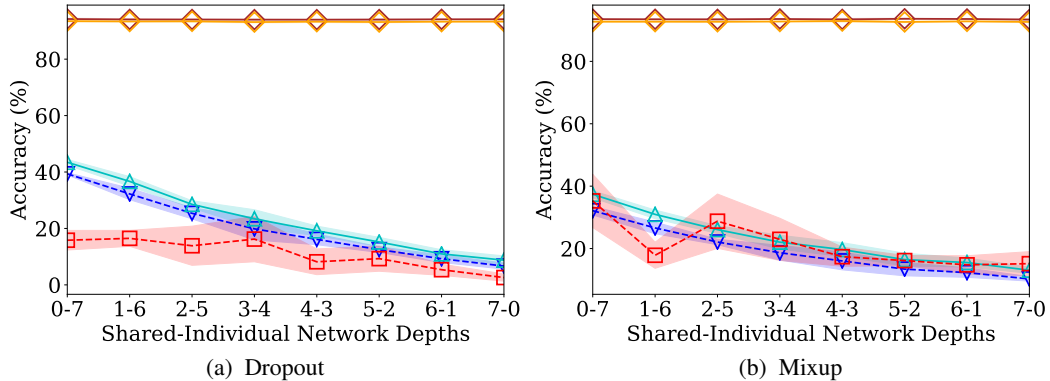 80
60
40
20
0
Accuracy (%)
0-7 1-6 2-5 3-4 4-3 5-2 6-1 7-0
Shared-Individual Network Depths
(a) Dropout
80
60
40
20
Accuracy (%)
0-7 1-6 2-5 3-4 4-3 5-2 6-1 7-0
Shared-Individual Network Depths
(b) Mixup